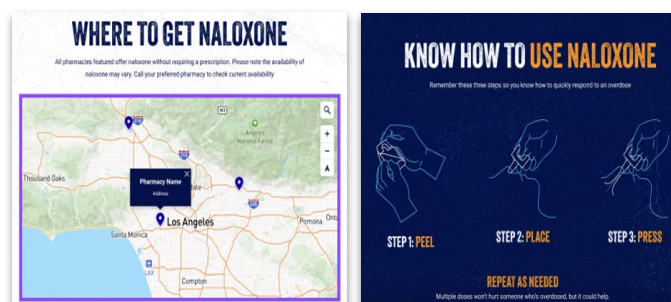 WHERE TO GET NALOXONE
All pharmacies featured offer naloxone without requiring a prescription. Please note the availability of
naloxone may vary. Call your preferred pharmacy to check current availability
Angeles
National Forest
Thousand Oaks
Pharmacy Name
Address
dale
Los Angeles
Santa Monica
Pomona
Onta
LAX
Compton
KNOW HOW TO USE NALOXONE
Remember these three steps so you know how to quickly respond to an overdose
STEP 1: PEEL
STEP 2: PLACE
STEP 3: PRESS
REPEAT AS NEEDED
Multiple doses won't hurt someone who's overdosed, but it could help.